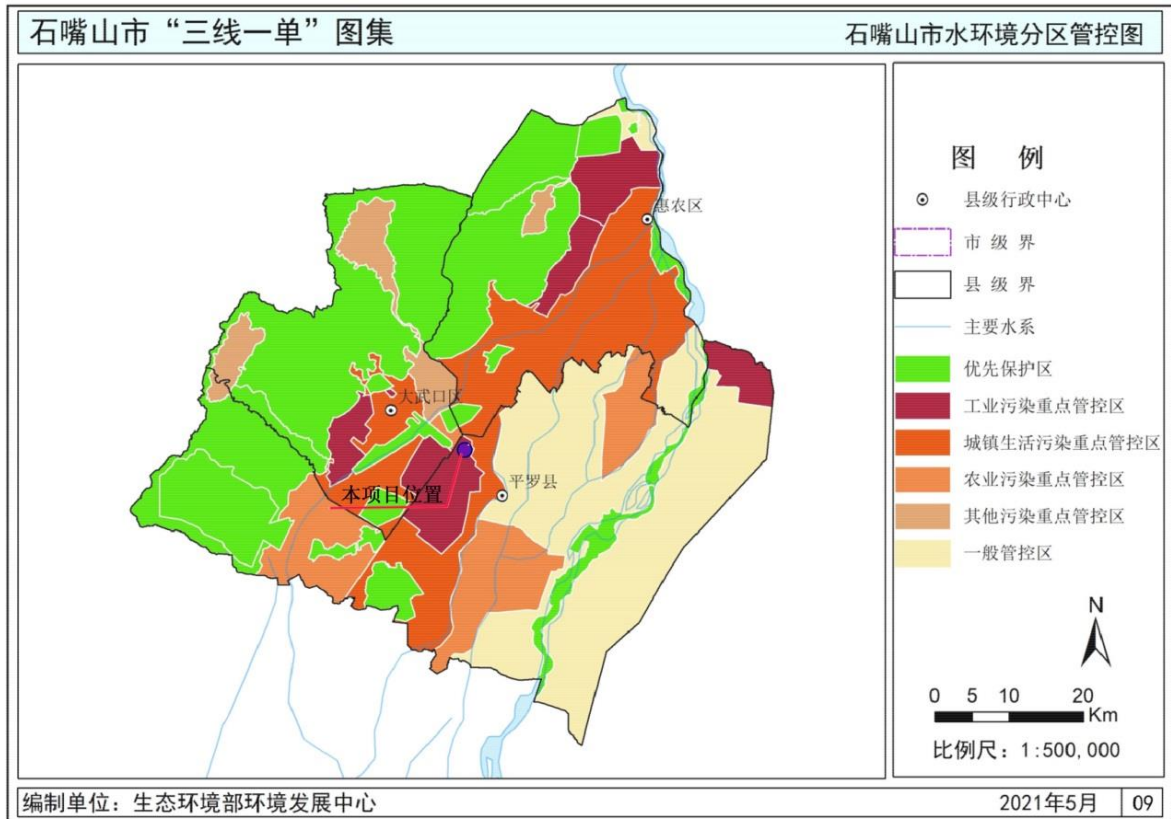 石嘴山市“三线一单”图集
石嘴山市水环境分区管控图
惠农区
大武口区
本项目位置
平罗县
图 例
县级行政中心
市 级 界
县 级 界
主要水系
优先保护区
工业污染重点管控区
城镇生活污染重点管控区
农业污染重点管控区
其他污染重点管控区
一般管控区
N
0 5 10 20
Km
比例尺：1:500,000
编制单位：生态环境部环境发展中心
2021年5月 09